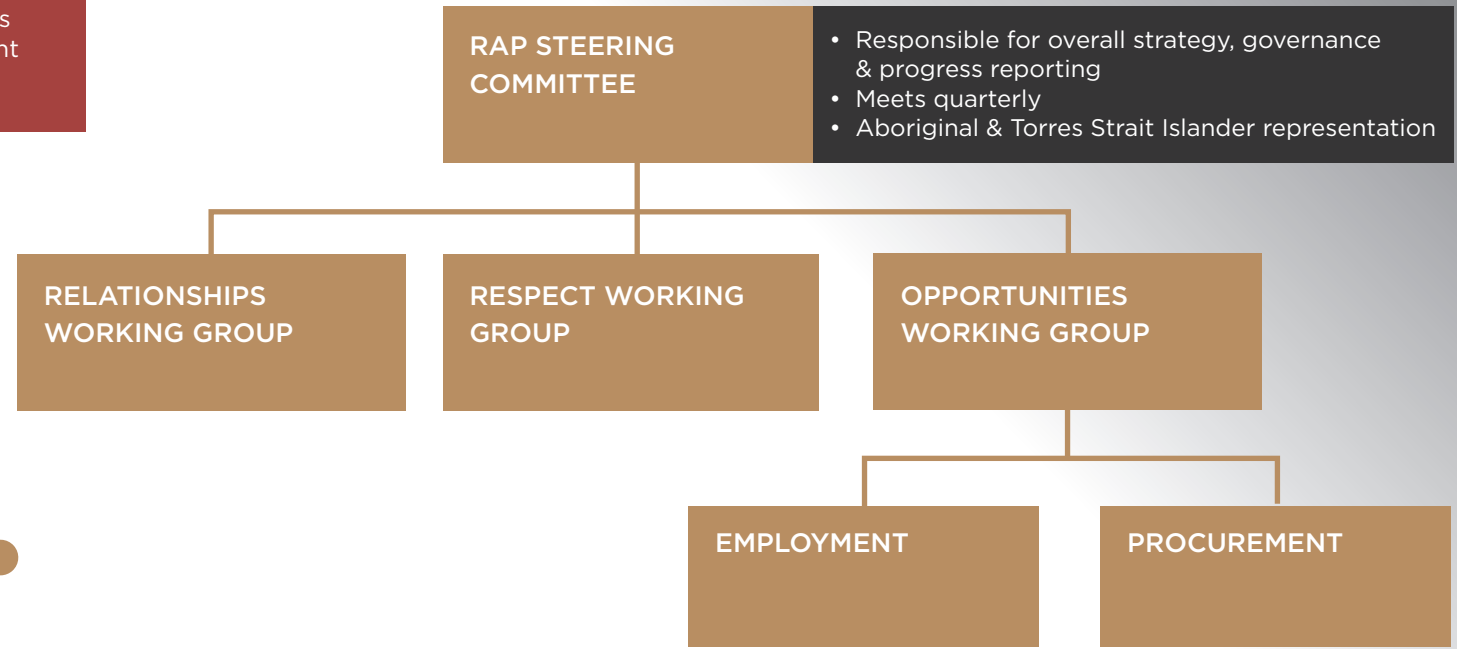 RAP STEERING
COMMITTEE
• Responsible for overall strategy, governance
& progress reporting
• Meets quarterly
• Aboriginal & Torres Strait Islander representation
RELATIONSHIPS
WORKING GROUP
RESPECT WORKING
GROUP
OPPORTUNITIES
WORKING GROUP
EMPLOYMENT
PROCUREMENT